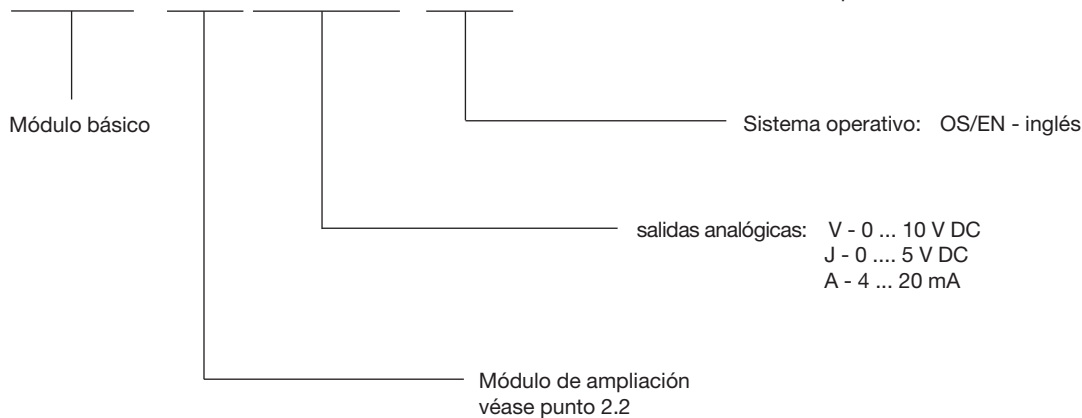 Módulo básico
Sistema operativo: OS/EN - inglés
salidas analógicas: V - 0 ... 10 V DC
J - 0 .... 5 V DC
A - 4 ... 20 mA
Módulo de ampliación
véase punto 2.2